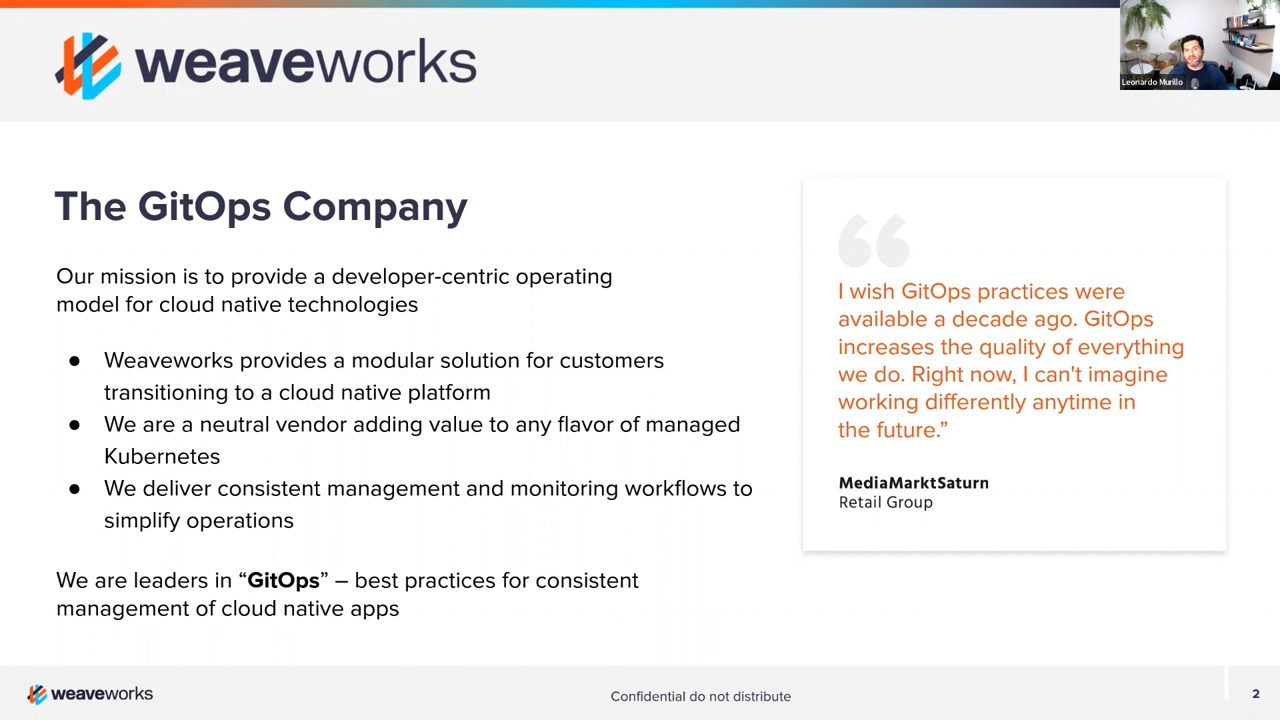 weaveworks
Leonardo Murillo
The GitOps Company
Our mission is to provide a developer-centric operating
model for cloud native technologies
● Weaveworks provides a modular solution for customers
transitioning to a cloud native platform
● We are a neutral vendor adding value to any flavor of managed
Kubernetes
● We deliver consistent management and monitoring workflows to
simplify operations
We are leaders in “GitOps” – best practices for consistent
management of cloud native apps
“
I wish GitOps practices were
available a decade ago. GitOps
increases the quality of everything
we do. Right now, I can't imagine
working differently anytime in
the future.”
MediaMarktSaturn
Retail Group
weaveworks
Confidential do not distribute
2